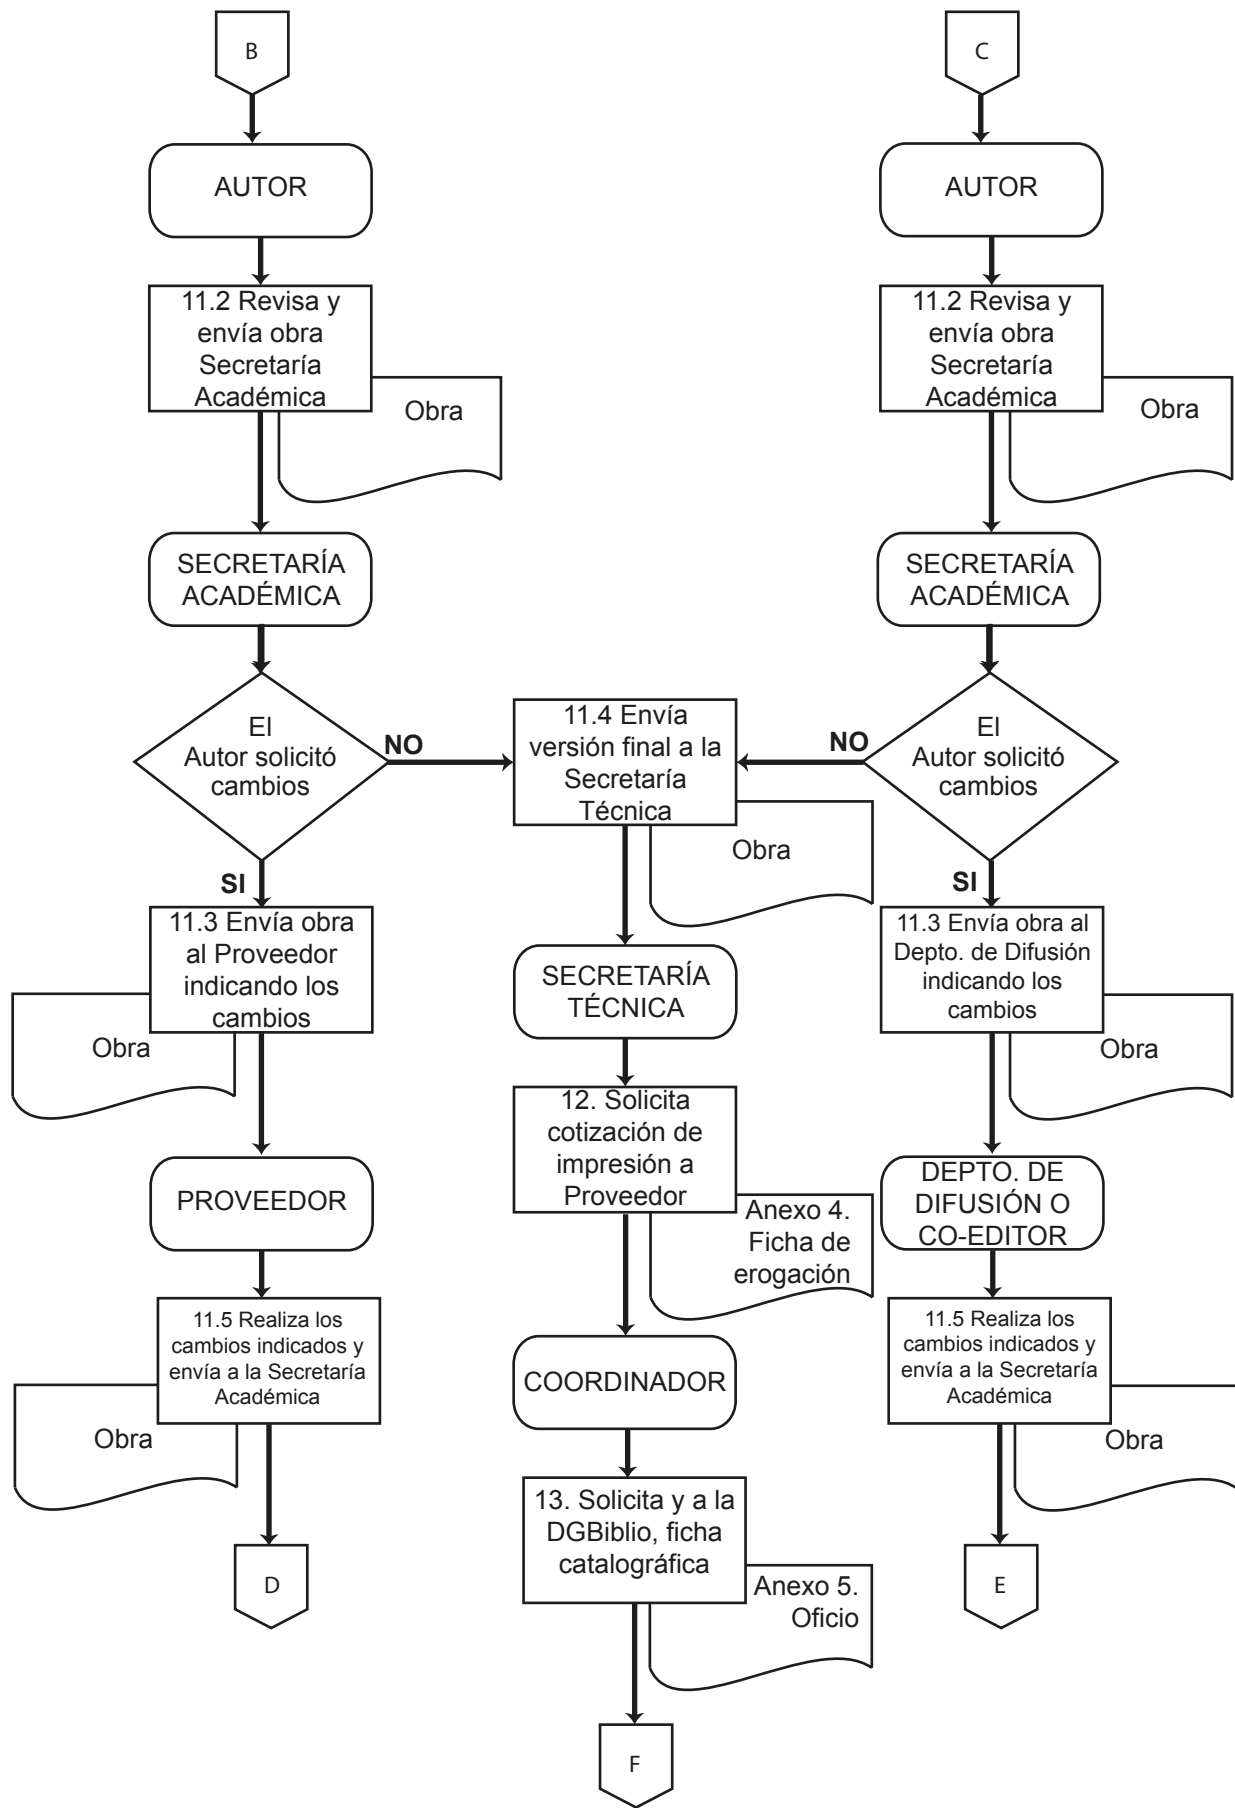 B
AUTOR
11.2 Revisa y
envía obra
Secretaría
Académica
Obra
SECRETARÍA
ACADÉMICA
El
Autor solicitó
cambios
NO
SI
11.3 Envía obra
al Proveedor
indicando los
cambios
Obra
PROVEEDOR
11.5 Realiza los
cambios indicados y
envía a la Secretaría
Académica
Obra
D
11.4 Envía
versión final a la
Secretaría
Técnica
Obra
SECRETARÍA
TÉCNICA
12. Solicita
cotización de
impresión a
Proveedor
Anexo 4.
Ficha de
erogación
COORDINADOR
13. Solicita y a la
DGBiblio, ficha
catalográfica
Anexo 5.
Oficio
F
C
AUTOR
11.2 Revisa y
envía obra
Secretaría
Académica
Obra
SECRETARÍA
ACADÉMICA
El
Autor solicitó
cambios
NO
SI
11.3 Envía obra al
Depto. de Difusión
indicando los
cambios
Obra
DEPTO. DE
DIFUSIÓN O
CO-EDITOR
11.5 Realiza los
cambios indicados y
envía a la Secretaría
Académica
Obra
E